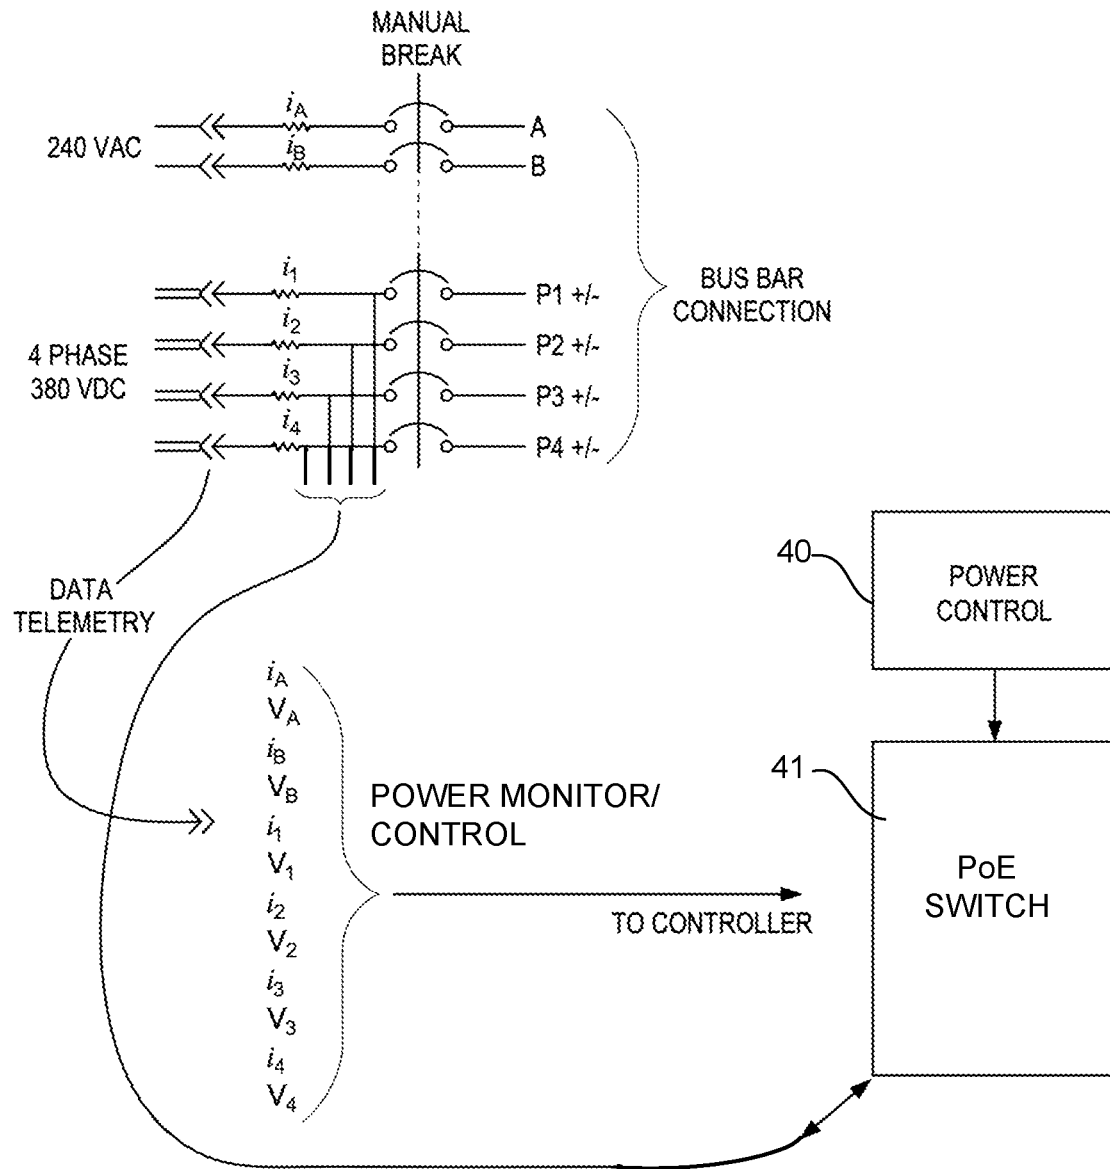 MANUAL
BREAK
240 VAC
iA
iB
A
B
4 PHASE
380 VDC
i1
i2
i3
i4
P1 +/-
P2 +/-
P3 +/-
P4 +/-
BUS BAR
CONNECTION
DATA
TELEMETRY
iA
VA
iB
VB
i1
V1
i2
V2
i3
V3
i4
V4
POWER MONITOR/
CONTROL
TO CONTROLLER
40
POWER
CONTROL
41
PoE
SWITCH